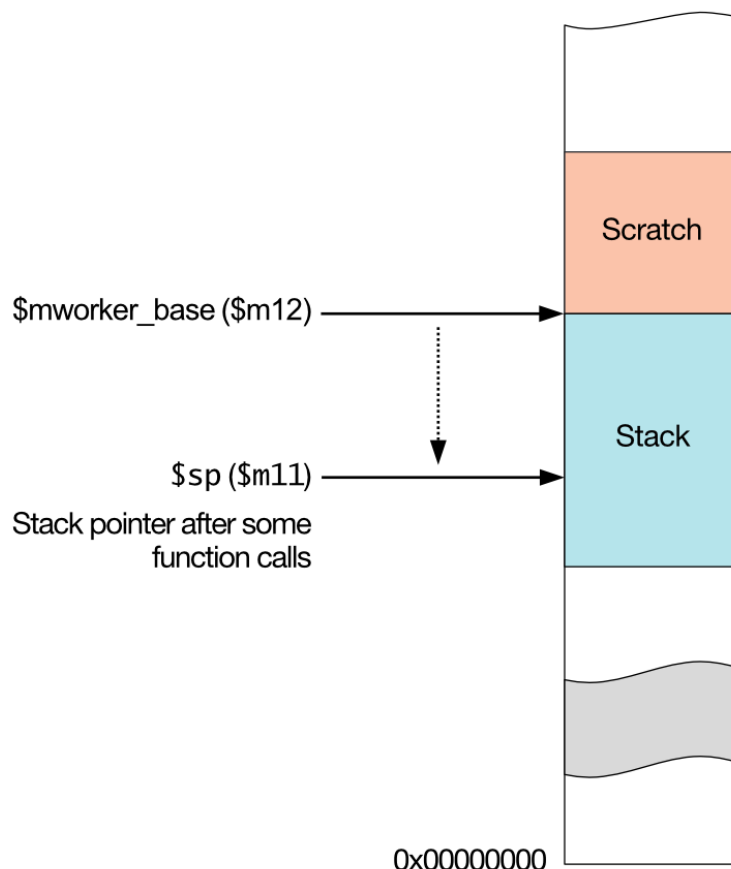 Scratch
$mworker_base ($m12)
Stack
$sp ($m11)
Stack pointer after some
function calls
0x00000000